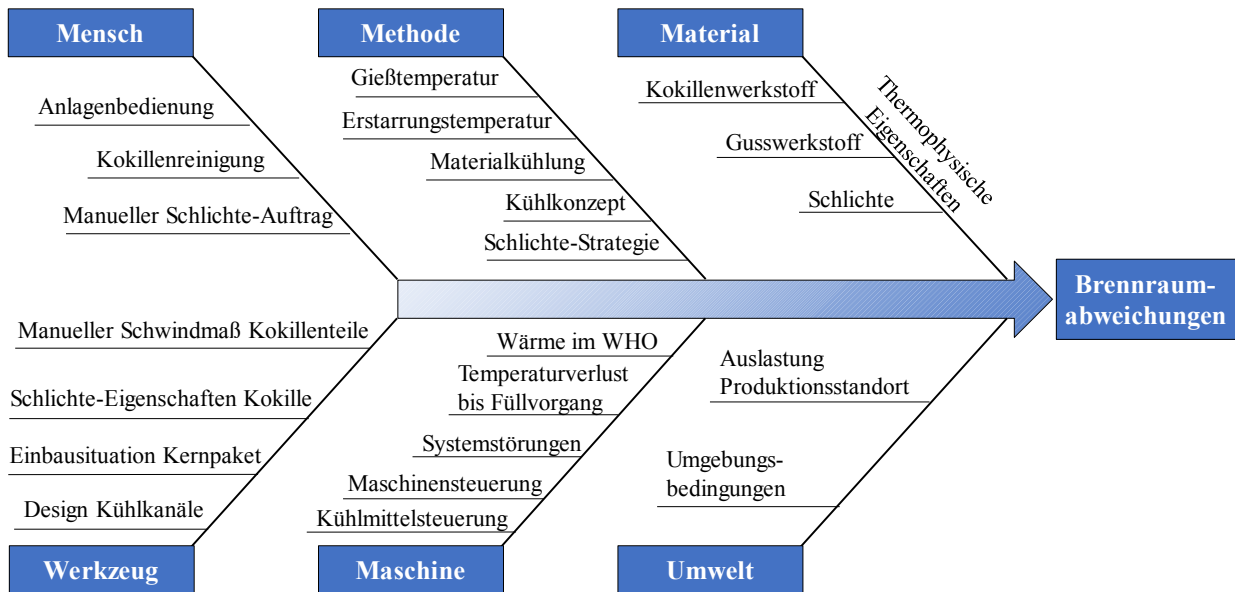 Mensch
Anlagenbedienung
Kokillenreinigung
Manueller Schlichte-Auftrag
Methode
Gießtemperatur
Erstarrungstemperatur
Materialkühlung
Kühlkonzept
Schlichte-Strategie
Material
Kokillenwerkstoff
Gusswerkstoff
Schlichte
Thermophysische
Eigenschaften
Brennraum-
abweichungen
Manueller Schwindmaß Kokillenteile
Schlichte-Eigenschaften Kokille
Einbausituation Kernpaket
Design Kühlkanäle
Werkzeug
Wärme im WHO
Temperaturverlust
bis Füllvorgang
Systemstörungen
Maschinensteuerung
Kühlmittelsteuerung
Maschine
Auslastung
Produktionsstandort
Umgebungs-
bedingungen
Umwelt